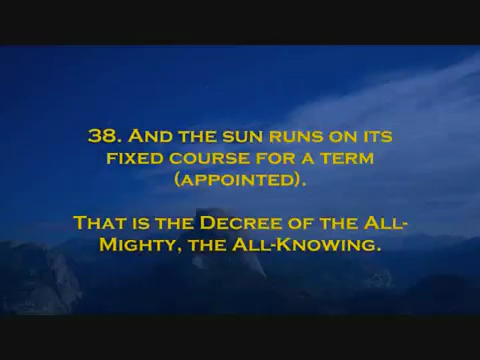 38. And the sun runs on its
fixed course for a term
(appointed).
That is the Decree of the All-
Mighty, the All-Knowing.